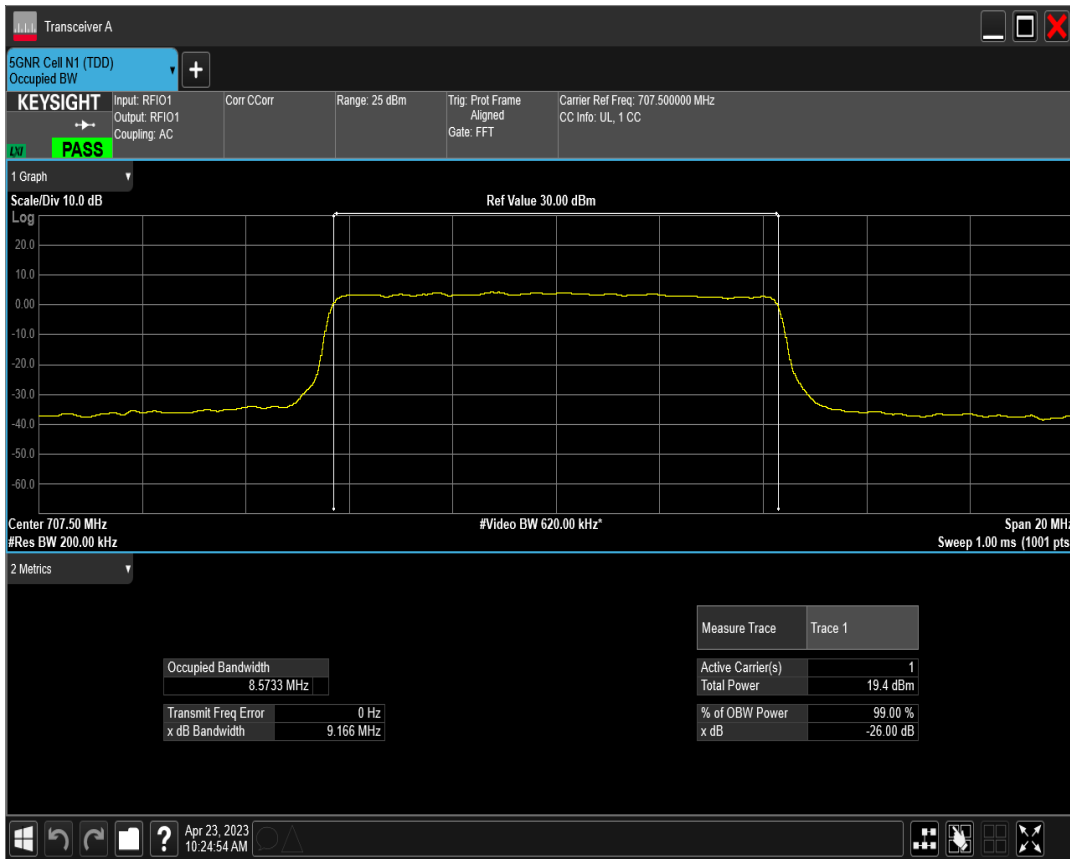 Transceiver A
5GNR Cell N1 (TDD)
Occupied BW
+
KEYSIGHT
LXI
PASS
Input: RFIO1
Output: RFIO1
Coupling: AC
Corr CCorr
Range: 25 dBm
Trig: Prot Frame
Aligned
Gate: FFT
Carrier Ref Freq: 707.500000 MHz
CC Info: UL, 1 CC
1 Graph
Scale/Div 10.0 dB
Ref Value 30.00 dBm
Log
20.0
10.0
0.00
-10.0
-20.0
-30.0
-40.0
-50.0
-60.0
Center 707.50 MHz
#Video BW 620.00 kHz*
Span 20 MHz
#Res BW 200.00 kHz
Sweep 1.00 ms (1001 pts
2 Metrics
Measure Trace Trace 1
Occupied Bandwidth
8.5733 MHz
Active Carrier(s) 1
Total Power 19.4 dBm
Transmit Freq Error 0 Hz
x dB Bandwidth 9.166 MHz
% of OBW Power 99.00 %
x dB -26.00 dB
?
Apr 23, 2023
10:24:54 AM